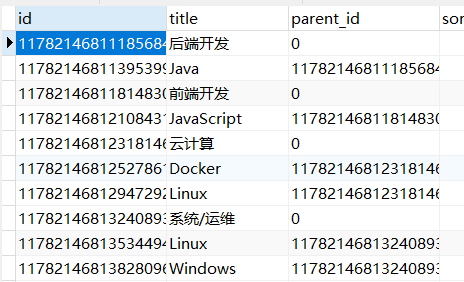 id title parent_id sor
11782146811185684 后端开发 0
11782146811395399 Java 11782146811185684
11782146811814830 前端开发 0
11782146812108431 JavaScript 11782146811814830
11782146812318146 云计算 0
11782146812527861 Docker 11782146812318146
11782146812947292 Linux 11782146812318146
11782146813240893 系统/运维 0
11782146813534494 Linux 11782146813240893
11782146813828096 Windows 11782146813240893